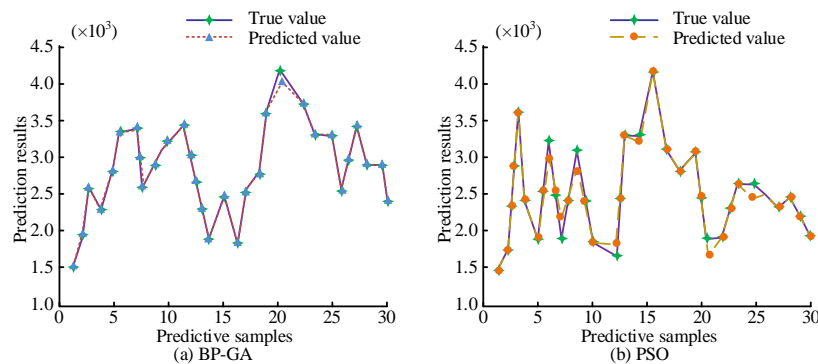 True value
Predicted value
(×10³)
4.5
4.0
3.5
3.0
2.5
2.0
1.5
1.0
Prediction results
0 5 10 15 20 25 30
Predictive samples
(a) BP-GA
True value
Predicted value
(×10³)
4.5
4.0
3.5
3.0
2.5
2.0
1.5
1.0
Prediction results
0 5 10 15 20 25 30
Predictive samples
(b) PSO